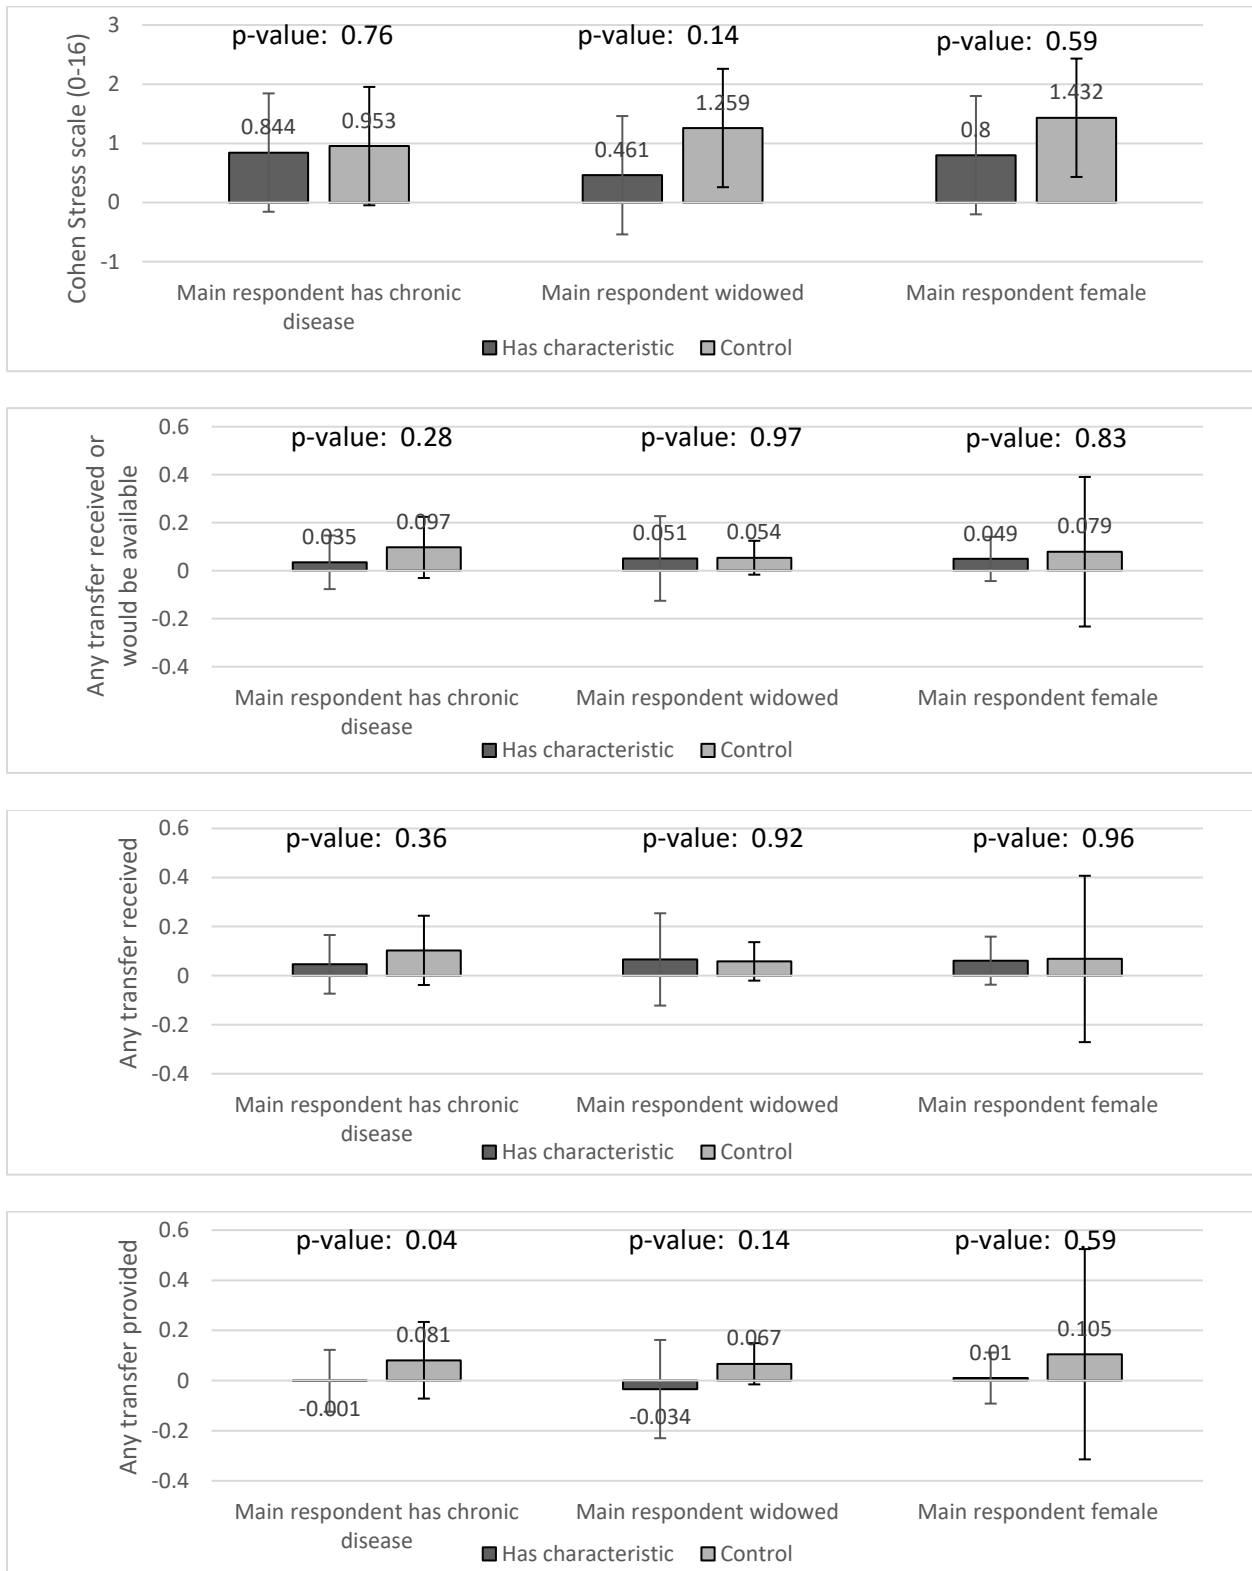 Cohen Stress scale (0-16)
3
2
1
0
-1
p-value: 0.76
p-value: 0.14
p-value: 0.59
0.844
0.953
0.461
1.259
0.8
1.432
Main respondent has chronic
disease
Main respondent widowed
Main respondent female
Has characteristic
Control
Any transfer received or
would be available
0.6
0.4
0.2
0
-0.2
-0.4
p-value: 0.28
p-value: 0.97
p-value: 0.83
0.035
0.097
0.051
0.054
0.049
0.079
Main respondent has chronic
disease
Main respondent widowed
Main respondent female
Has characteristic
Control
Any transfer received
0.6
0.4
0.2
0
-0.2
-0.4
p-value: 0.36
p-value: 0.92
p-value: 0.96
Main respondent has chronic
disease
Main respondent widowed
Main respondent female
Has characteristic
Control
Any transfer provided
0.6
0.4
0.2
0
-0.2
-0.4
p-value: 0.04
p-value: 0.14
p-value: 0.59
-0.001
0.081
-0.034
0.067
0.01
0.105
Main respondent has chronic
disease
Main respondent widowed
Main respondent female
Has characteristic
Control